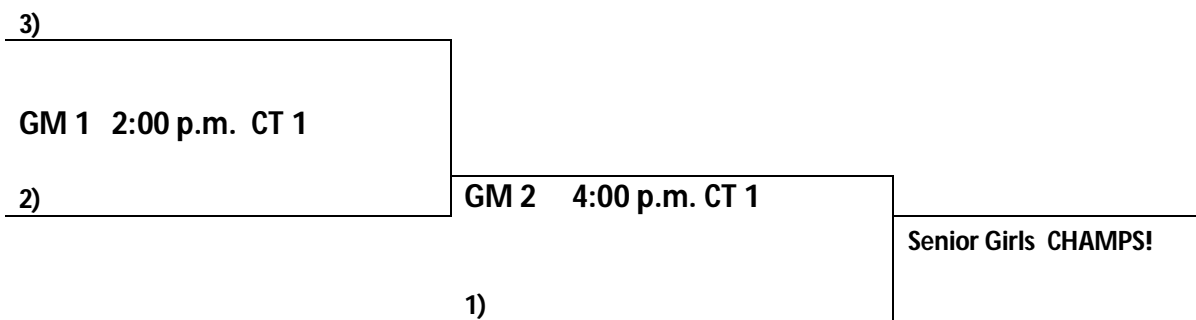 3)
GM 1 2:00 p.m. CT 1
2)
GM 2 4:00 p.m. CT 1
Senior Girls CHAMPS!
1)